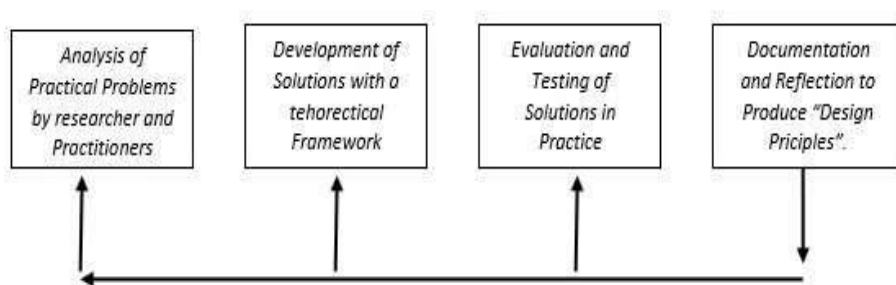 Analysis of
Practical Problems
by researcher and
Practitioners
Development of
Solutions with a
tehorectical
Framework
Evaluation and
Testing of
Solutions in
Practice
Documentation
and Reflection to
Produce “Design
Priciples”.